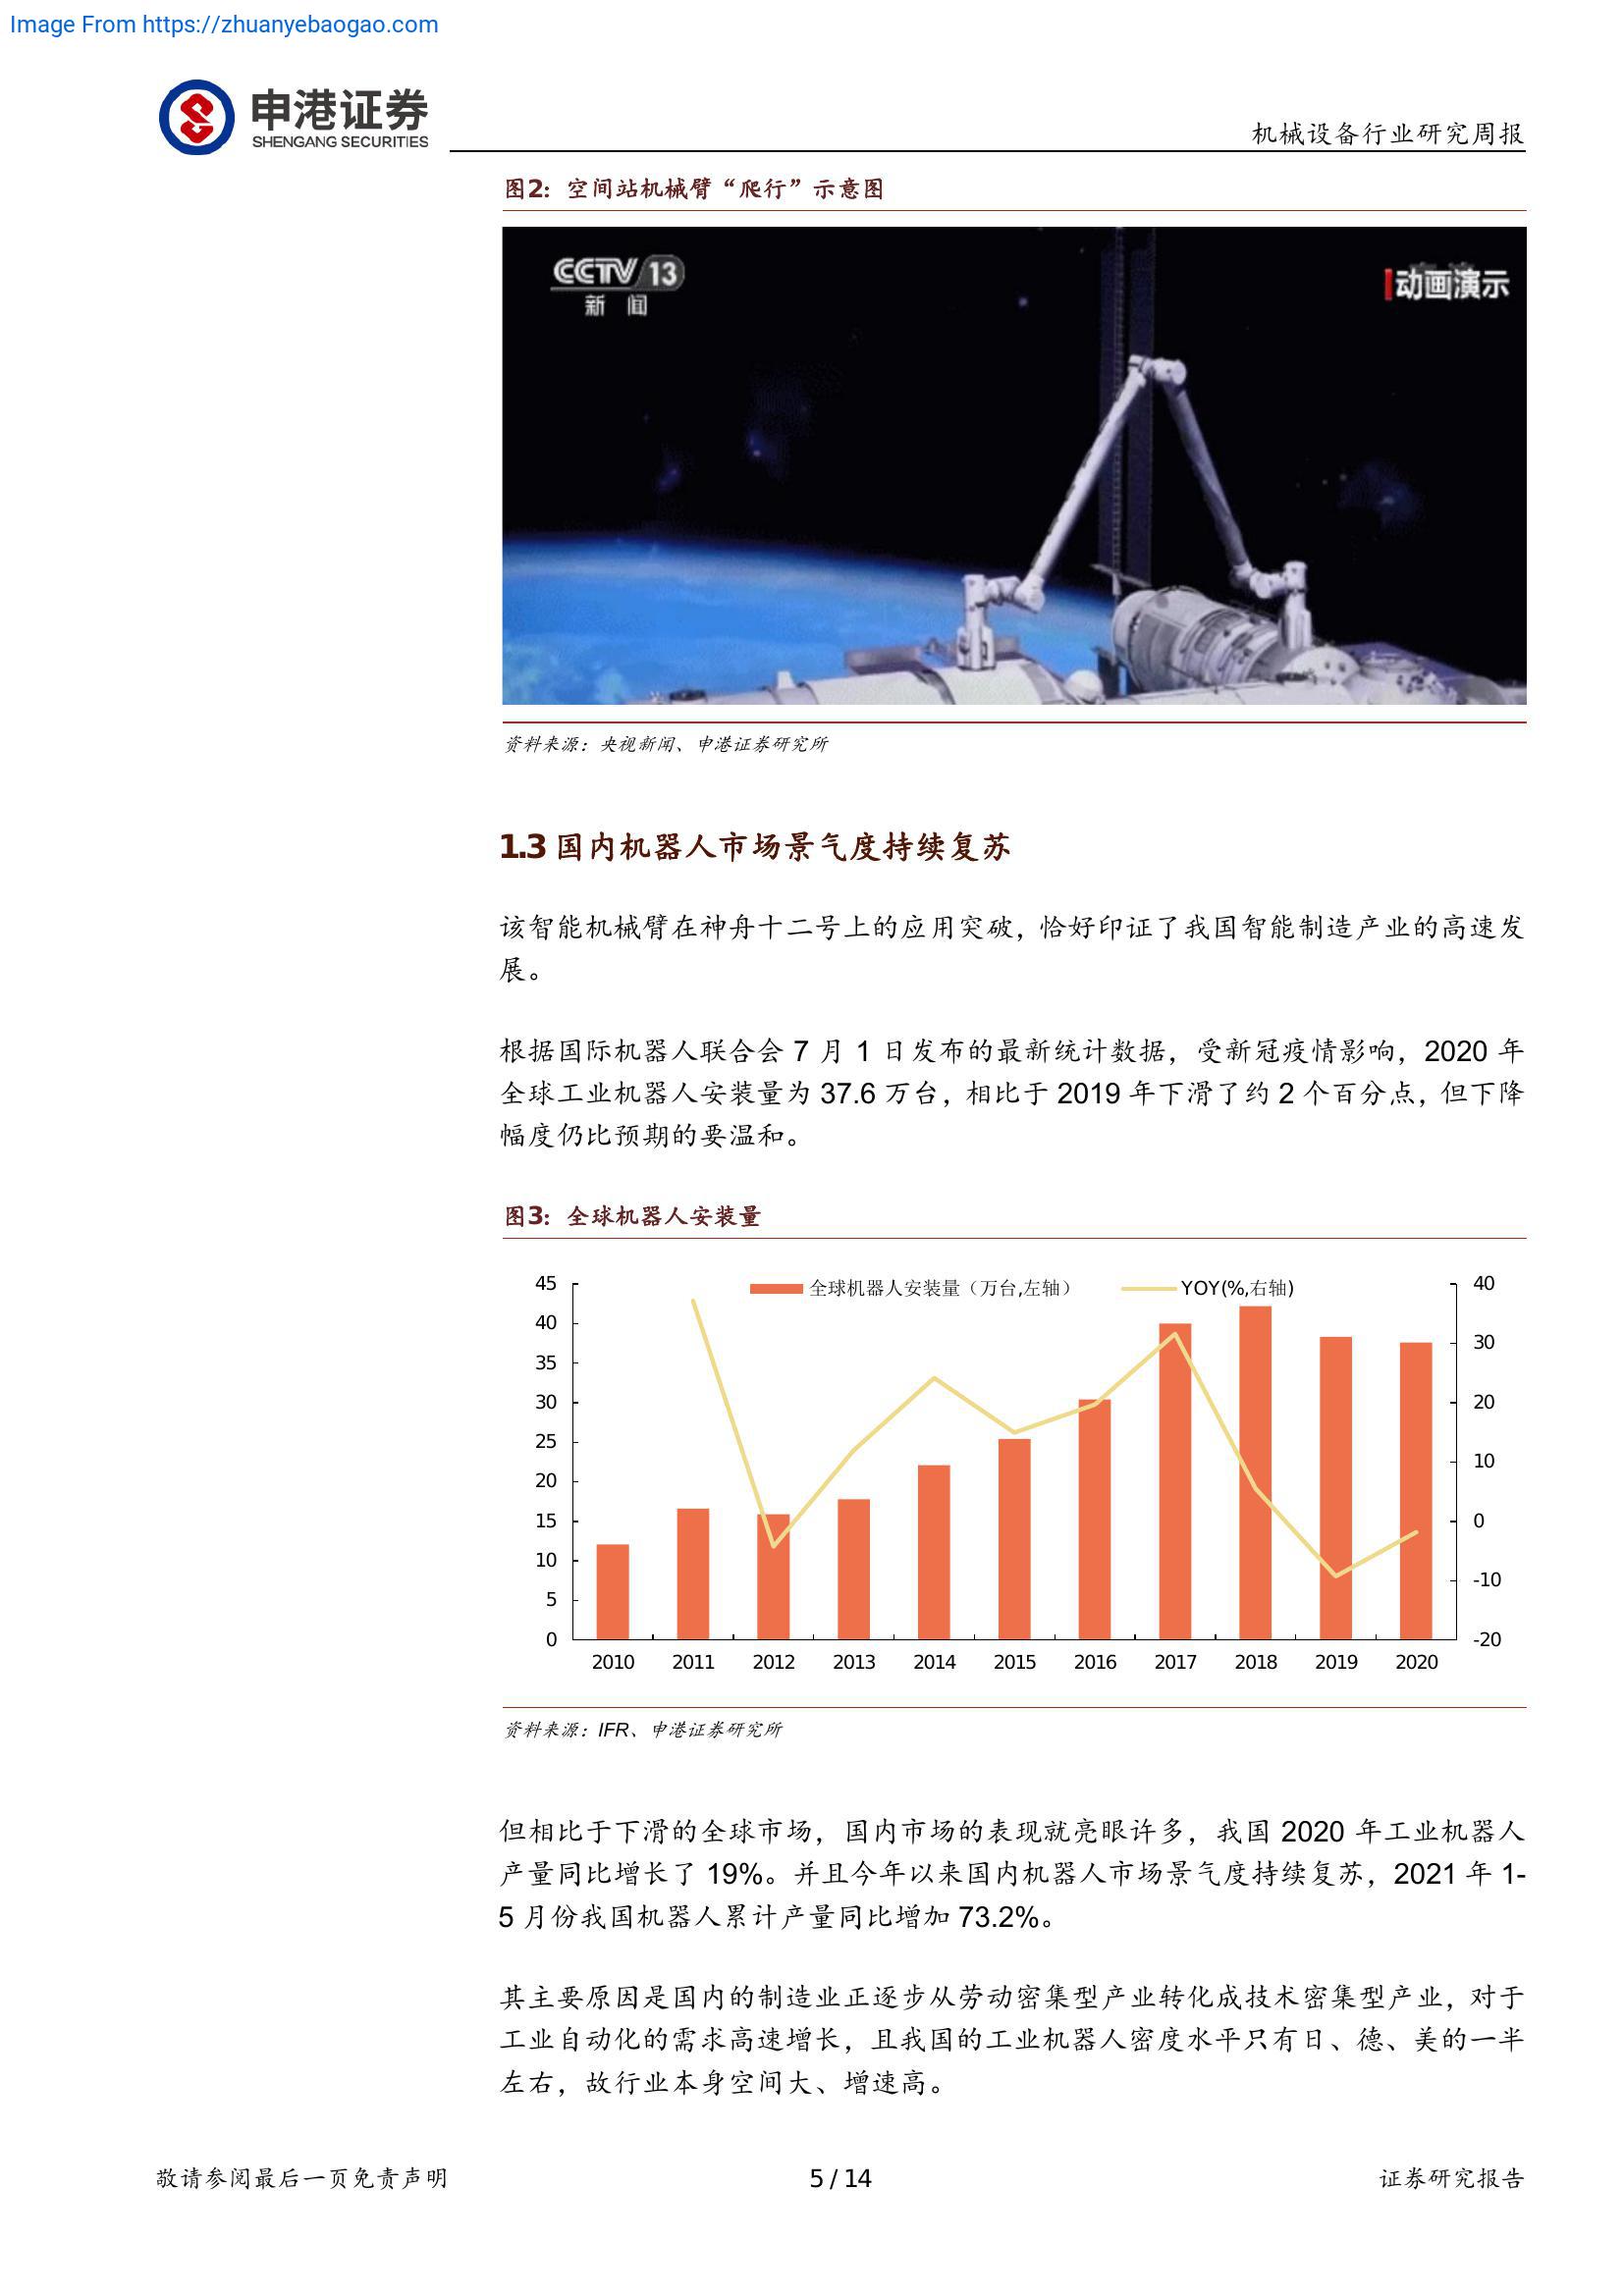 Image From https://zhuanyebaogao.com
申港证券
SHENGANG SECURITIES
机械设备行业研究周报
图2：空间站机械臂“爬行”示意图
CCTV 13
新 闻
动画演示
资料来源：央视新闻、申港证券研究所
1.3 国内机器人市场景气度持续复苏
该智能机械臂在神舟十二号上的应用突破，恰好印证了我国智能制造产业的高速发
展。
根据国际机器人联合会 7 月 1 日发布的最新统计数据，受新冠疫情影响，2020 年
全球工业机器人安装量为 37.6 万台，相比于 2019 年下滑了约 2 个百分点，但下降
幅度仍比预期的要温和。
图3：全球机器人安装量
全球机器人安装量（万台,左轴） YOY(%,右轴)
45 40
40 30
35
30 20
25 10
20
15 0
10 -10
5
0 -20
2010 2011 2012 2013 2014 2015 2016 2017 2018 2019 2020
资料来源：IFR、申港证券研究所
但相比于下滑的全球市场，国内市场的表现就亮眼许多，我国 2020 年工业机器人
产量同比增长了 19%。并且今年以来国内机器人市场景气度持续复苏，2021 年 1-
5 月份我国机器人累计产量同比增加 73.2%。
其主要原因是国内的制造业正逐步从劳动密集型产业转化成技术密集型产业，对于
工业自动化的需求高速增长，且我国的工业机器人密度水平只有日、德、美的一半
左右，故行业本身空间大、增速高。
敬请参阅最后一页免责声明 5 / 14 证券研究报告